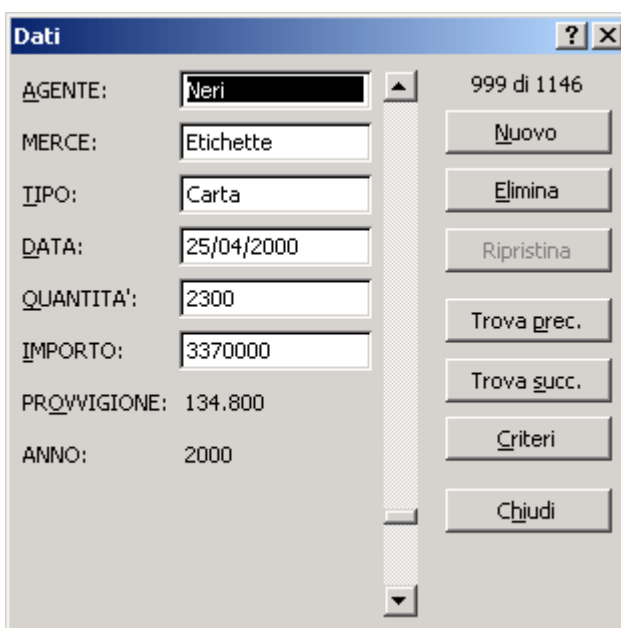 Dati
AGENTE: Neri
MERCE: Etichette
TIPO: Carta
DATA: 25/04/2000
QUANTITA': 2300
IMPORTO: 3370000
PROVVIGIONE: 134.800
ANNO: 2000
999 di 1146
Nuovo
Elimina
Ripristina
Trova prec.
Trova succ.
Criteri
Chiudi